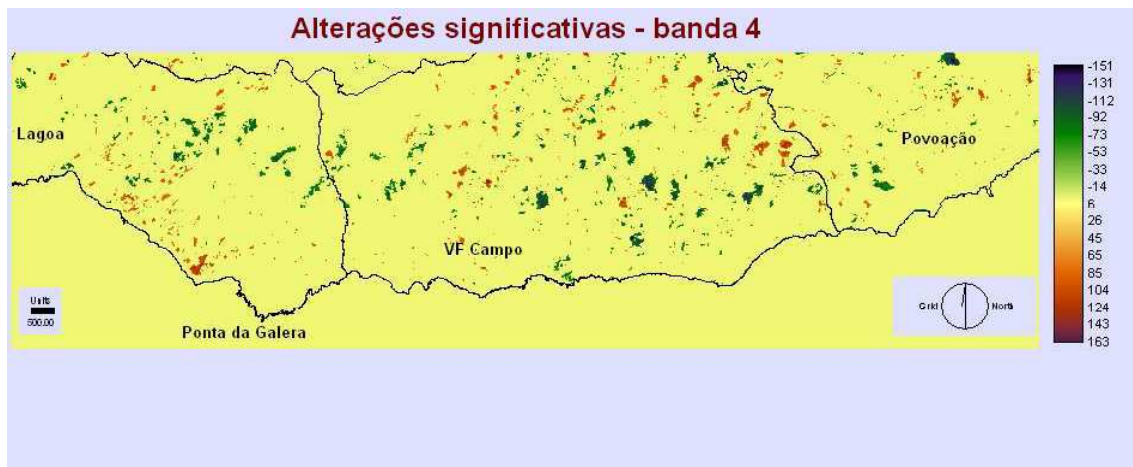 Alterações significativas - banda 4
Lagoa
Povoação
VF Campo
Ponta da Galera
Units
500.00
Grid
North
-151
-131
-112
-92
-73
-53
-33
-14
6
26
45
65
85
104
124
143
163